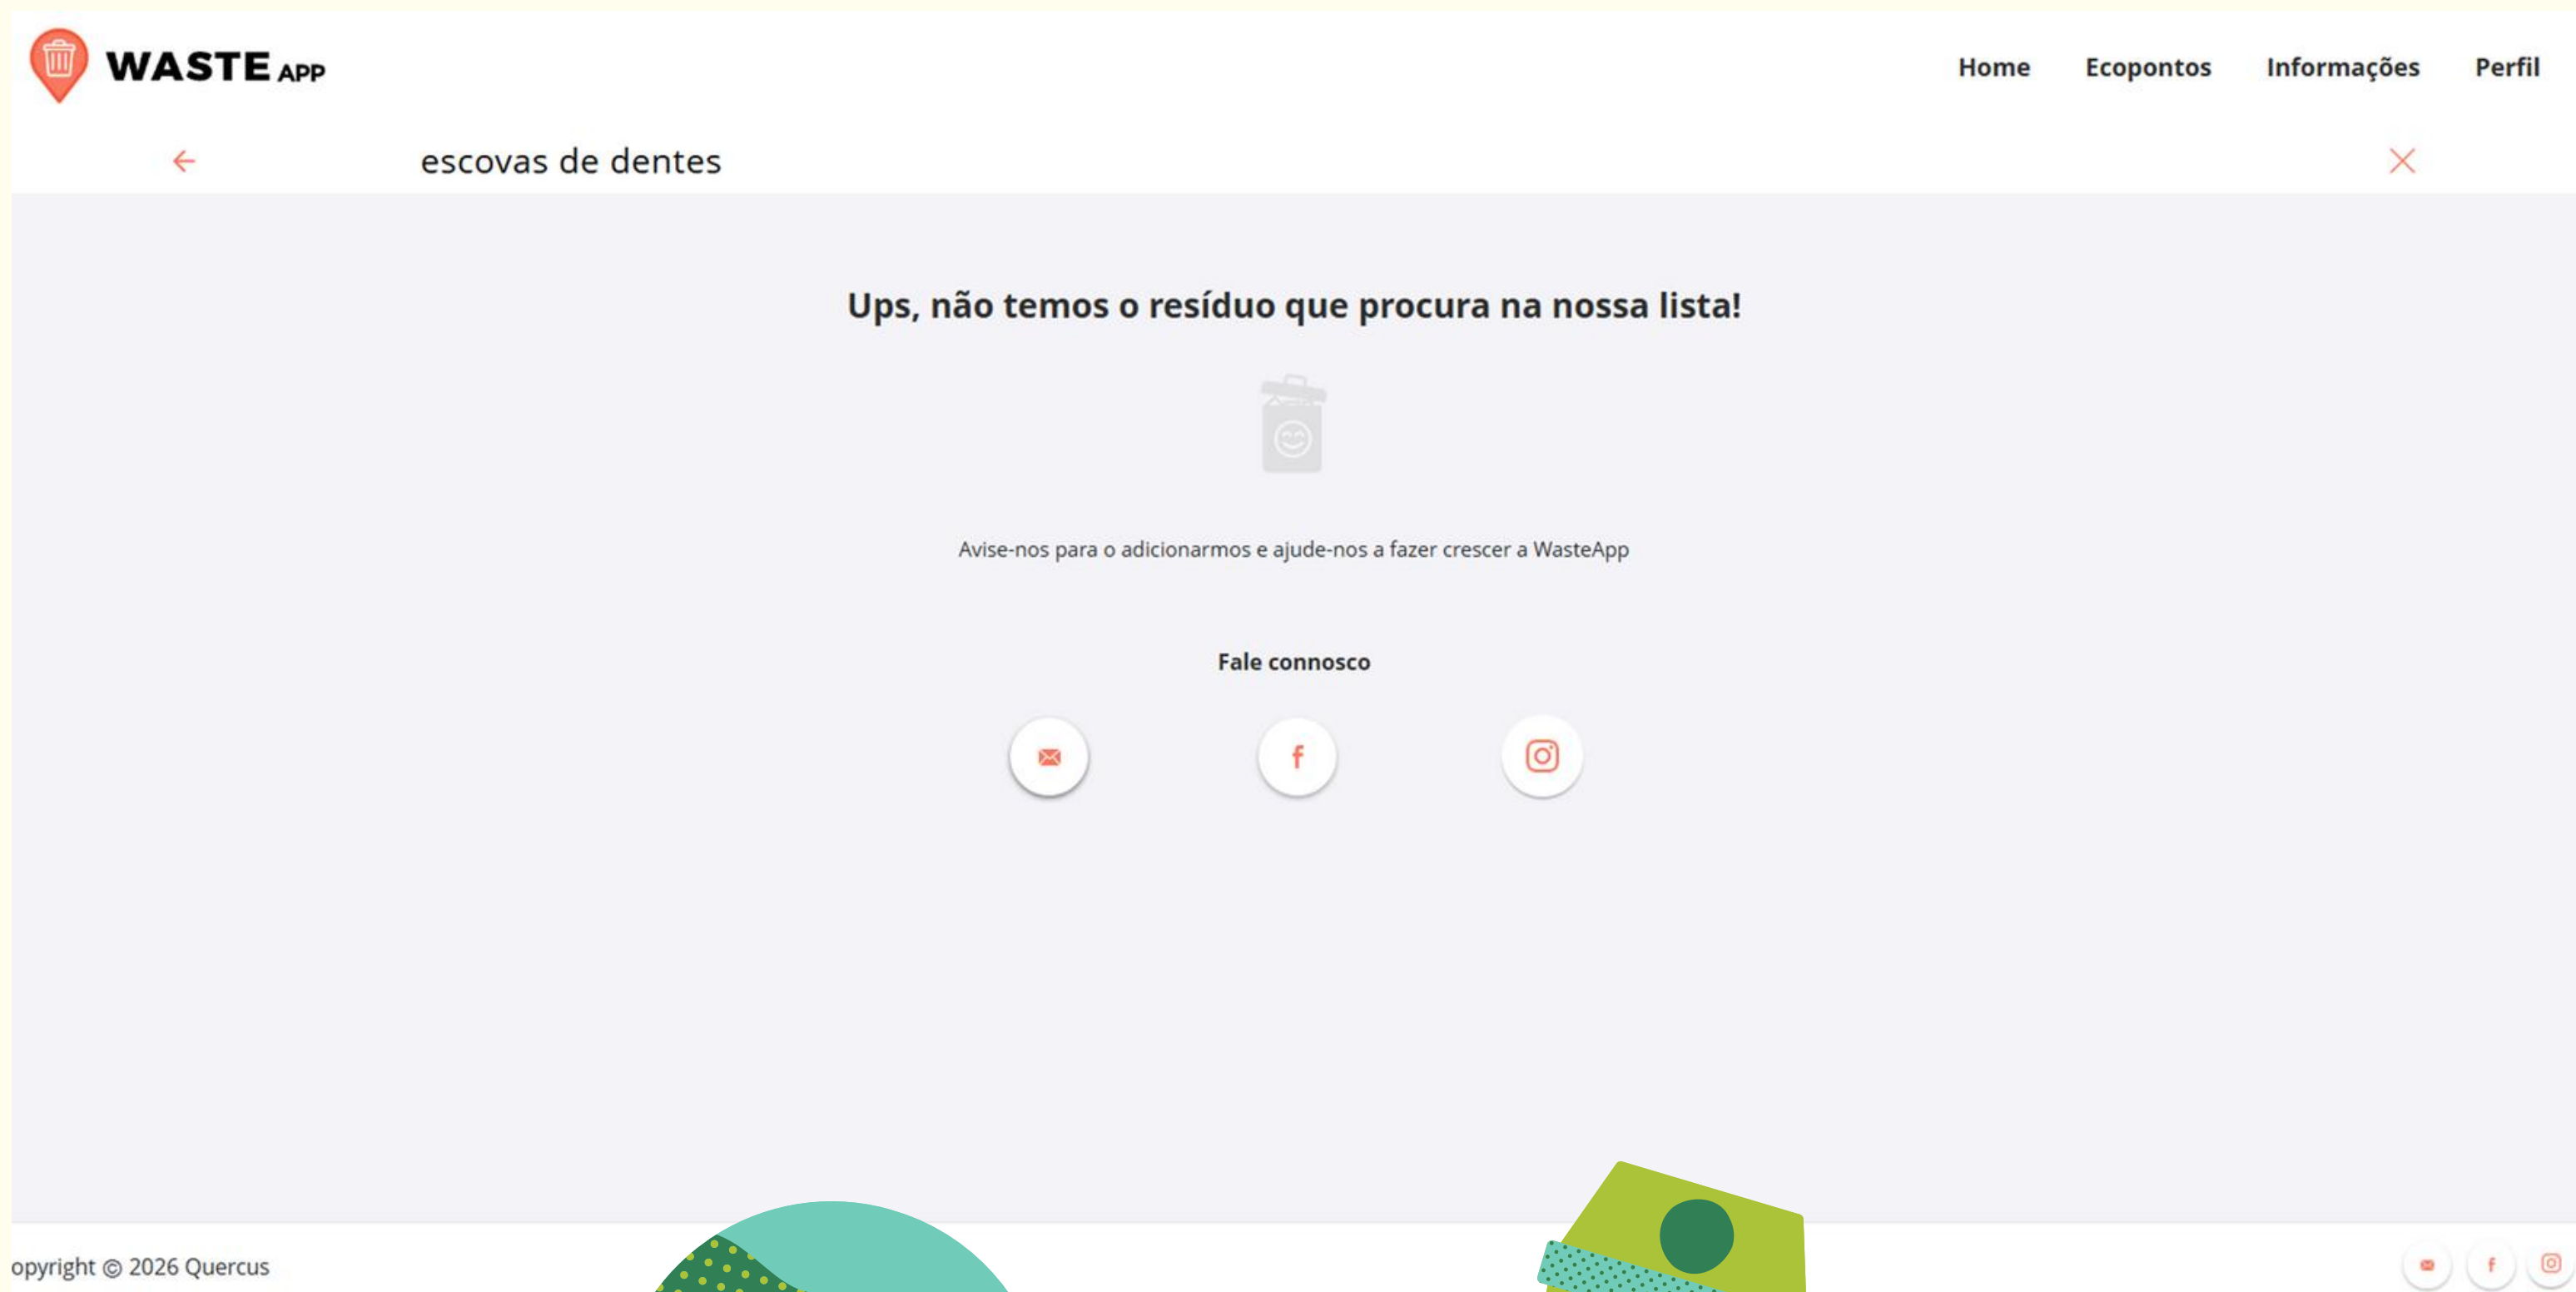 WASTE APP
Home Ecopontos Informações Perfil
escovas de dentes
Ups, não temos o resíduo que procura na nossa lista!
Avise-nos para o adicionarmos e ajude-nos a fazer crescer a WasteApp
Fale connosco
opyright © 2026 Quercus